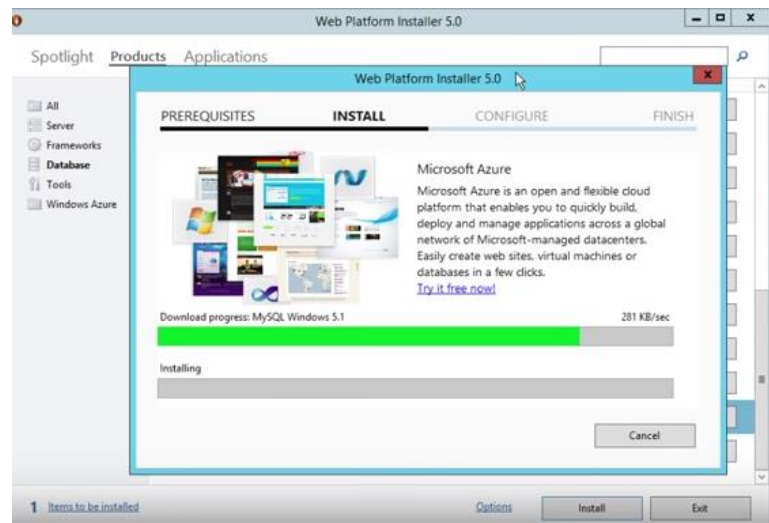 Web Platform Installer 5.0
Spotlight Products Applications
Web Platform Installer 5.0
All
Server
Frameworks
Database
Tools
Windows Azure
PREREQUISITES INSTALL CONFIGURE FINISH
Microsoft Azure
Microsoft Azure is an open and flexible cloud
platform that enables you to quickly build,
deploy and manage applications across a global
network of Microsoft-managed datacenters.
Easily create web sites, virtual machines or
databases in a few clicks.
Try it free now!
Download progress: MySQL Windows 5.1 281 KB/sec
Installing
Cancel
1 Items to be installed Options Install Exit